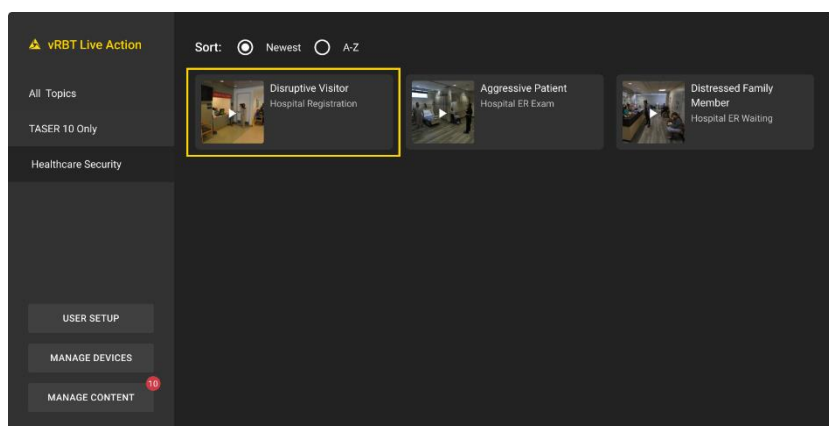 vRBT Live Action
All Topics
TASER 10 Only
Healthcare Security
USER SETUP
MANAGE DEVICES
10
MANAGE CONTENT
Sort: Newest A-Z
Disruptive Visitor
Hospital Registration
Aggressive Patient
Hospital ER Exam
Distressed Family
Member
Hospital ER Waiting